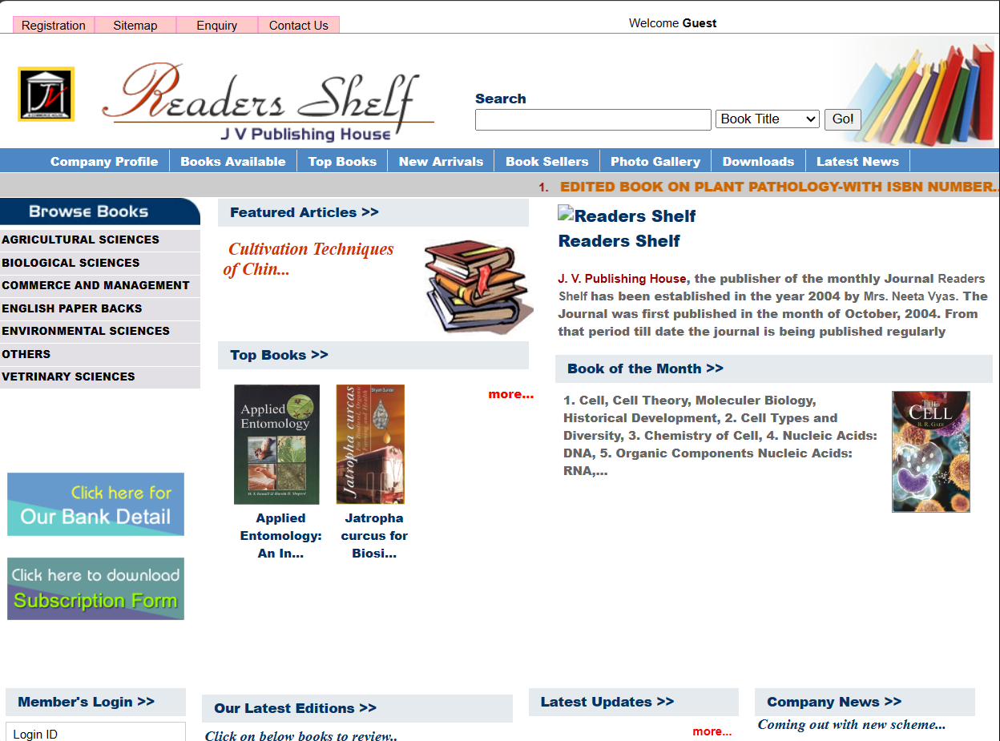 Registration
Sitemap
Enquiry
Contact Us
Welcome Guest
JV
A COMMERCE HOUSE
Readers Shelf
J V Publishing House
Search
Book Title
Go!
Company Profile
Books Available
Top Books
New Arrivals
Book Sellers
Photo Gallery
Downloads
Latest News
1. EDITED BOOK ON PLANT PATHOLOGY-WITH ISBN NUMBER..
Browse Books
AGRICULTURAL SCIENCES
BIOLOGICAL SCIENCES
COMMERCE AND MANAGEMENT
ENGLISH PAPER BACKS
ENVIRONMENTAL SCIENCES
OTHERS
VETRINARY SCIENCES
Click here for
Our Bank Detail
Click here to download
Subscription Form
Featured Articles >>
Cultivation Techniques
of Chin...
Top Books >>
more...
Applied
Entomology
Jatropha curcas
Shyam Sunder
Applied
Entomology:
An In...
Jatropha
curcus for
Biosi...
Readers Shelf
Readers Shelf
J. V. Publishing House, the publisher of the monthly Journal Readers
Shelf has been established in the year 2004 by Mrs. Neeta Vyas. The
Journal was first published in the month of October, 2004. From
that period till date the journal is being published regularly
Book of the Month >>
1. Cell, Cell Theory, Moleculer Biology,
Historical Development, 2. Cell Types and
Diversity, 3. Chemistry of Cell, 4. Nucleic Acids:
DNA, 5. Organic Components Nucleic Acids:
RNA,...
THE
CELL
B. R. GADI
Member's Login >>
Login ID
Our Latest Editions >>
Click on below books to review..
Latest Updates >>
more...
Company News >>
Coming out with new scheme...